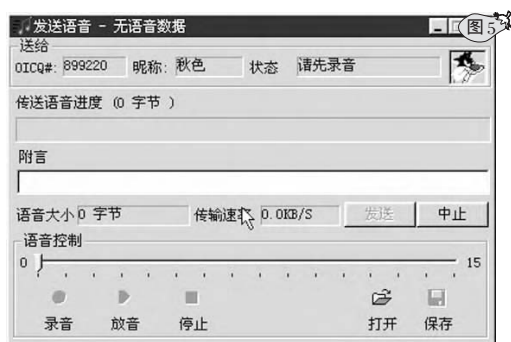 发送语音 - 无语音数据
图5
送给
OICQ#: 899220 昵称: 秋色 状态 请先录音
传送语音进度 (0 字节 )
附言
语音大小 0 字节 传输速率 0.0KB/S 发送 中止
语音控制
0 15
录音 放音 停止 打开 保存